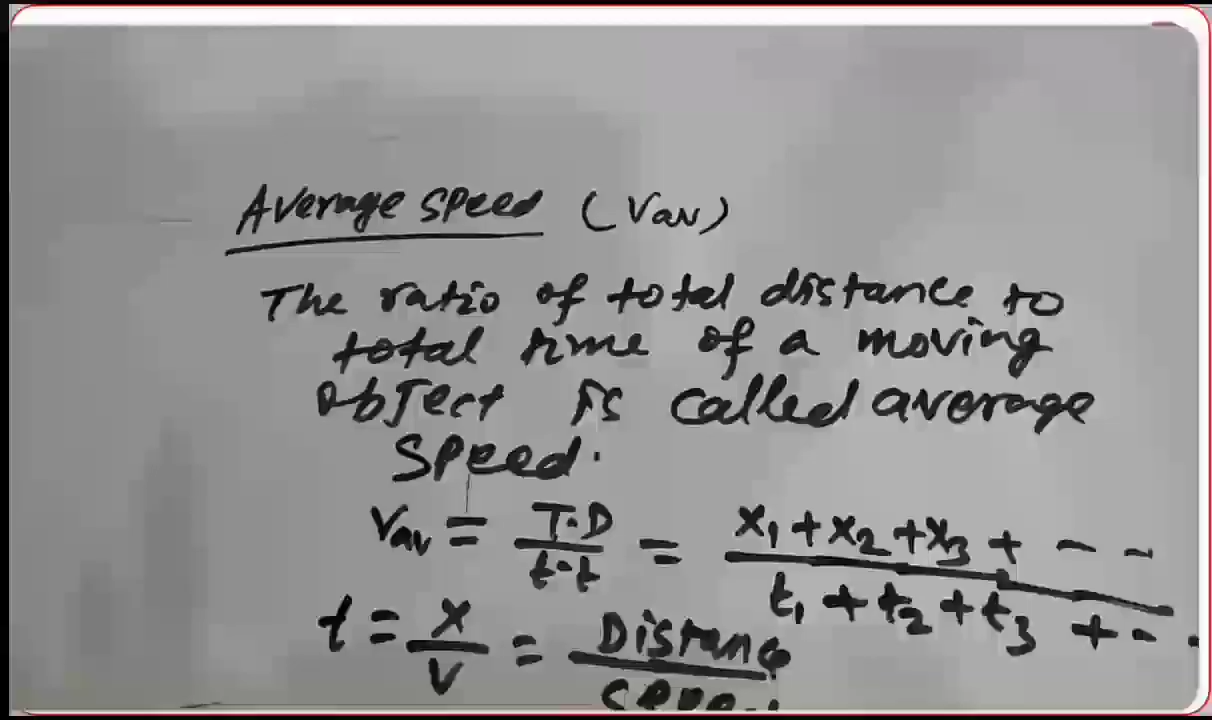 Average speed (Vav)
The ratio of total distance to
total time of a moving
object is called average
speed.
Vav = T.D / t.t = x₁ + x₂ + x₃ + - - / t₁ + t₂ + t₃ + - -
t = x / v = Distance /